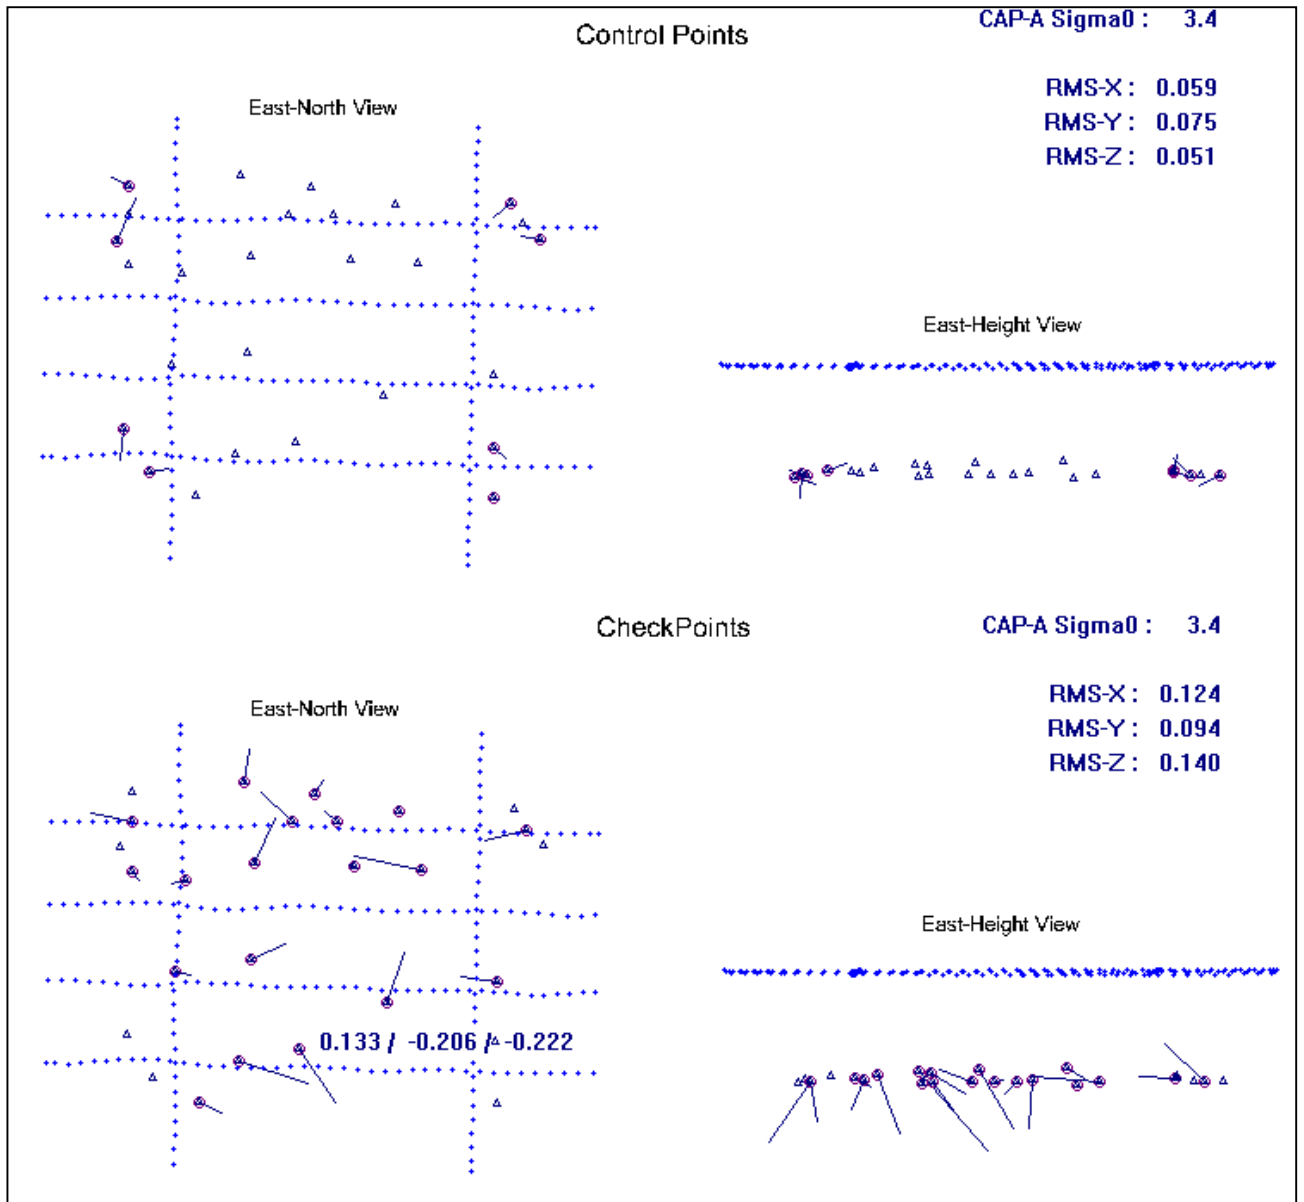 CAP-A Sigma0 : 3.4
Control Points
RMS-X : 0.059
East-North View
RMS-Y : 0.075
RMS-Z : 0.051
East-Height View
CheckPoints
CAP-A Sigma0 : 3.4
RMS-X : 0.124
East-North View
RMS-Y : 0.094
RMS-Z : 0.140
East-Height View
0.133 / -0.206 / -0.222